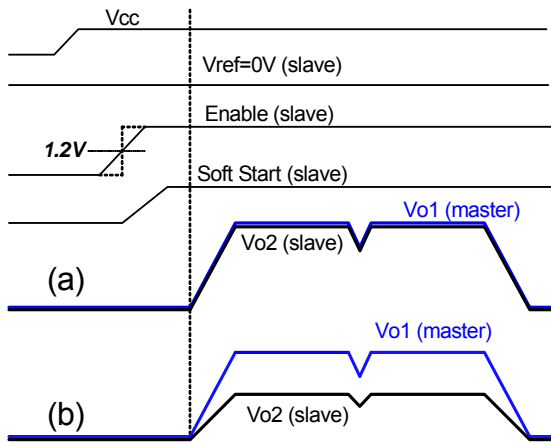 Vcc
Vref=0V (slave)
Enable (slave)
1.2V
Soft Start (slave)
Vo1 (master)
Vo2 (slave)
(a)
Vo1 (master)
(b)
Vo2 (slave)